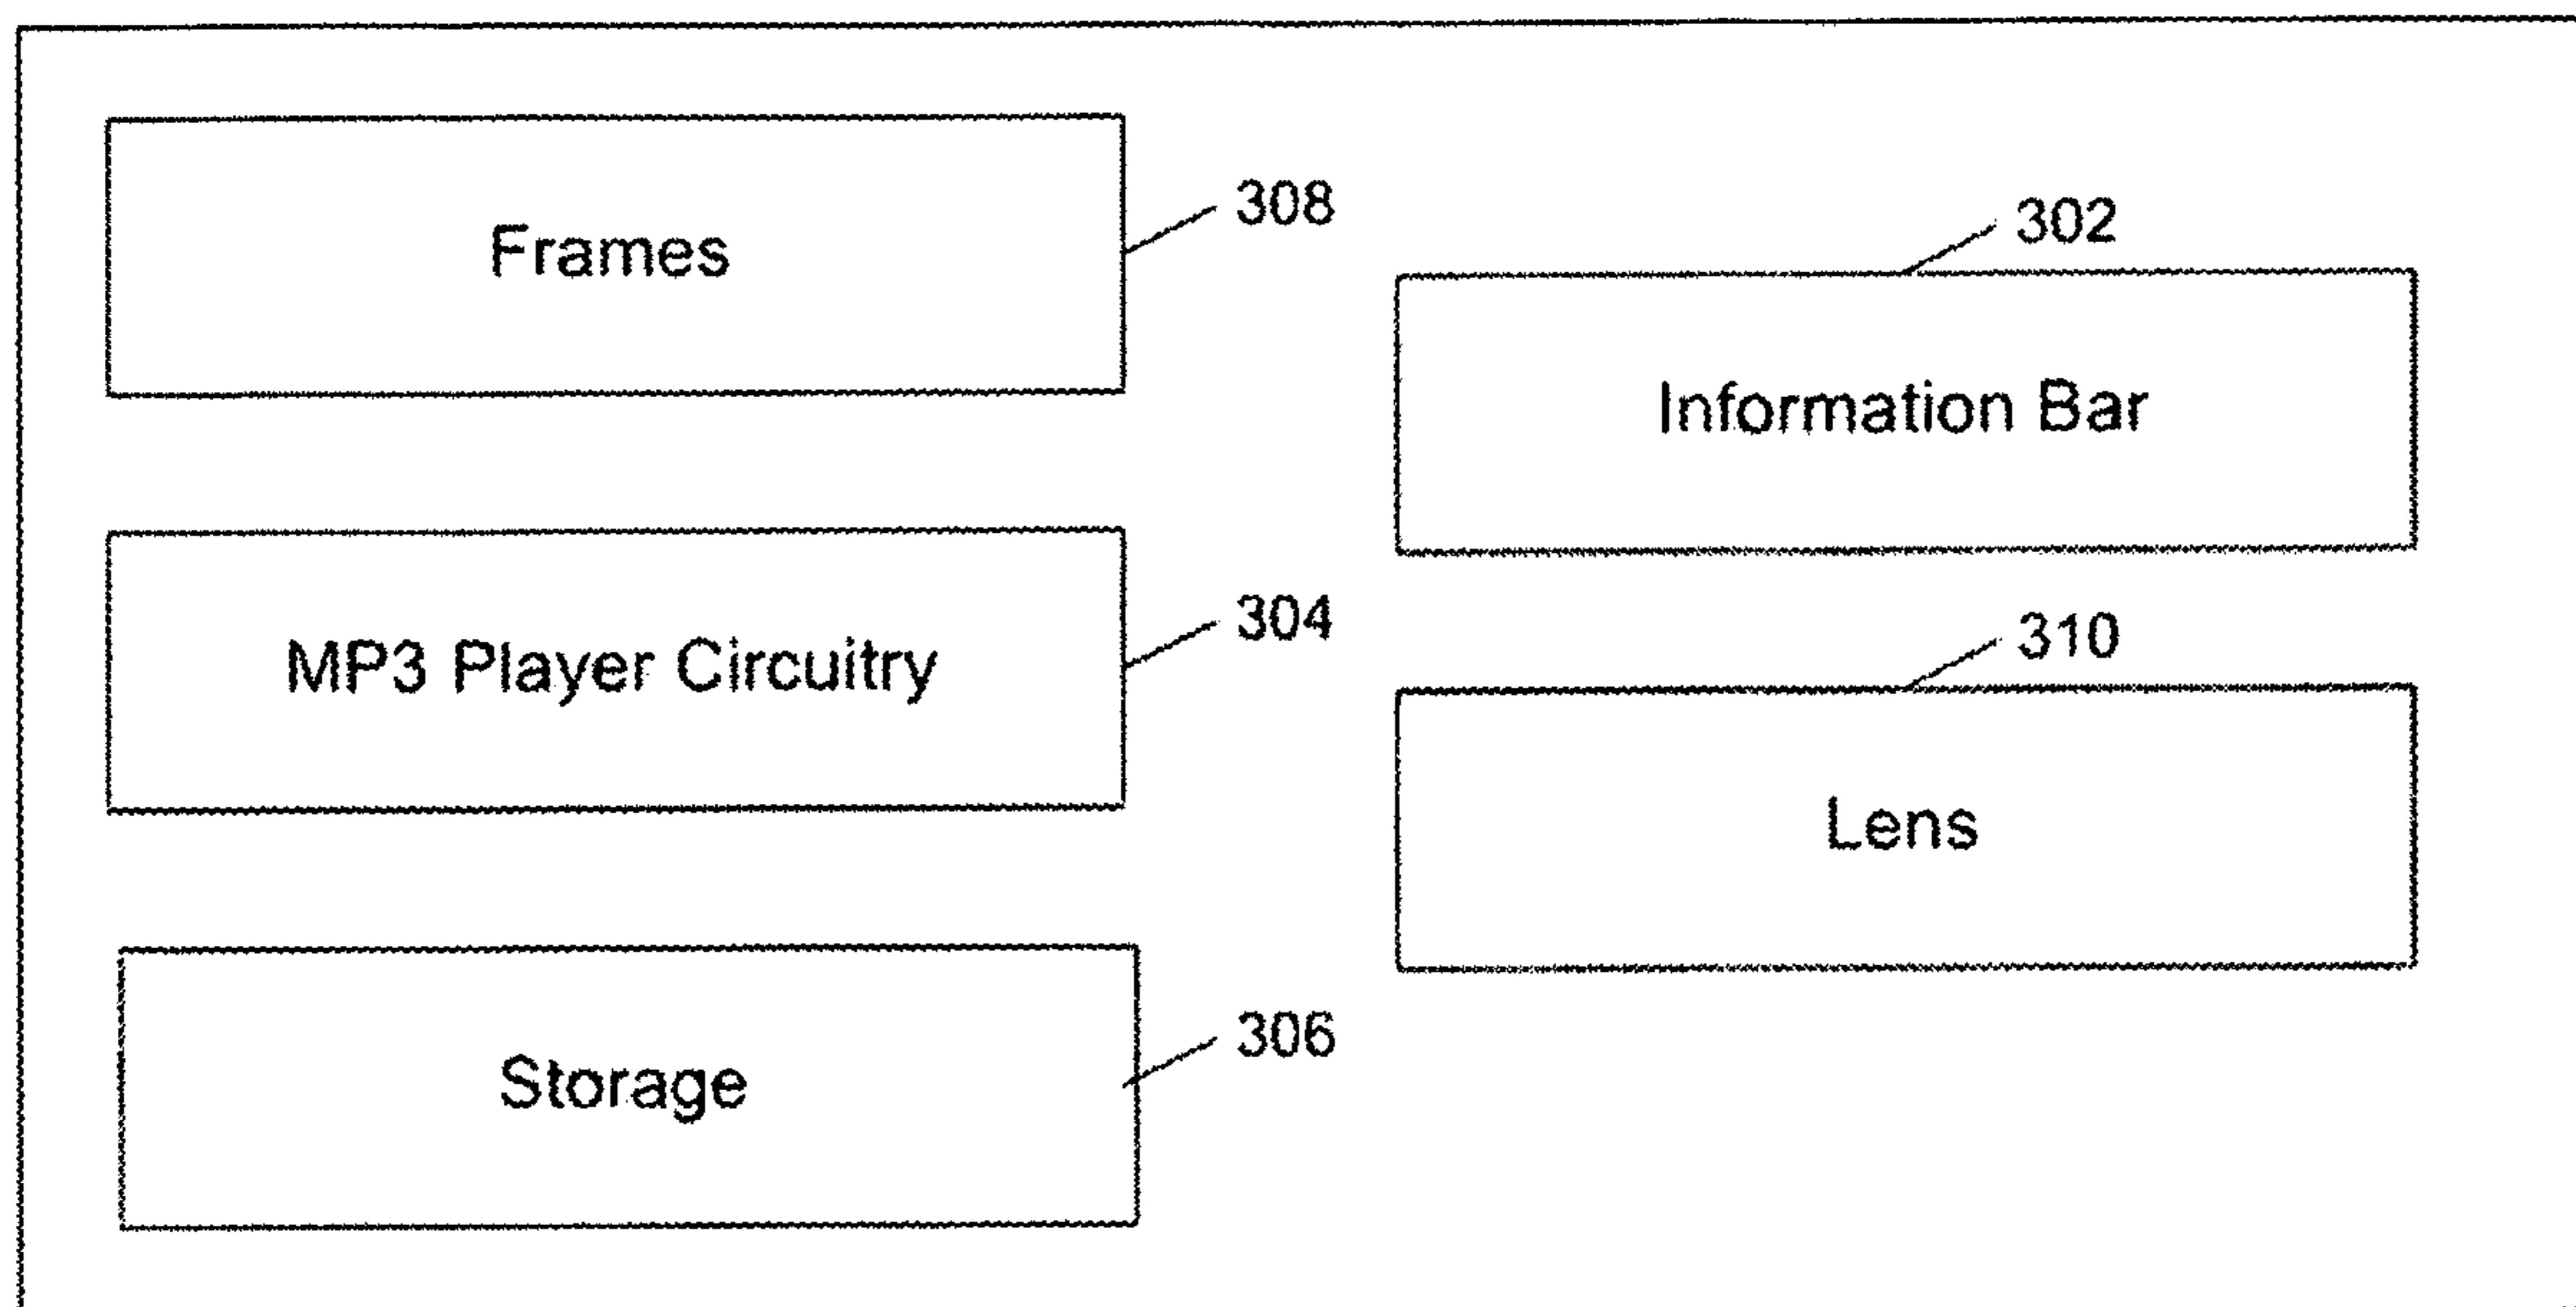 Frames
308
302
Information Bar
MP3 Player Circuitry
304
310
Lens
Storage
306